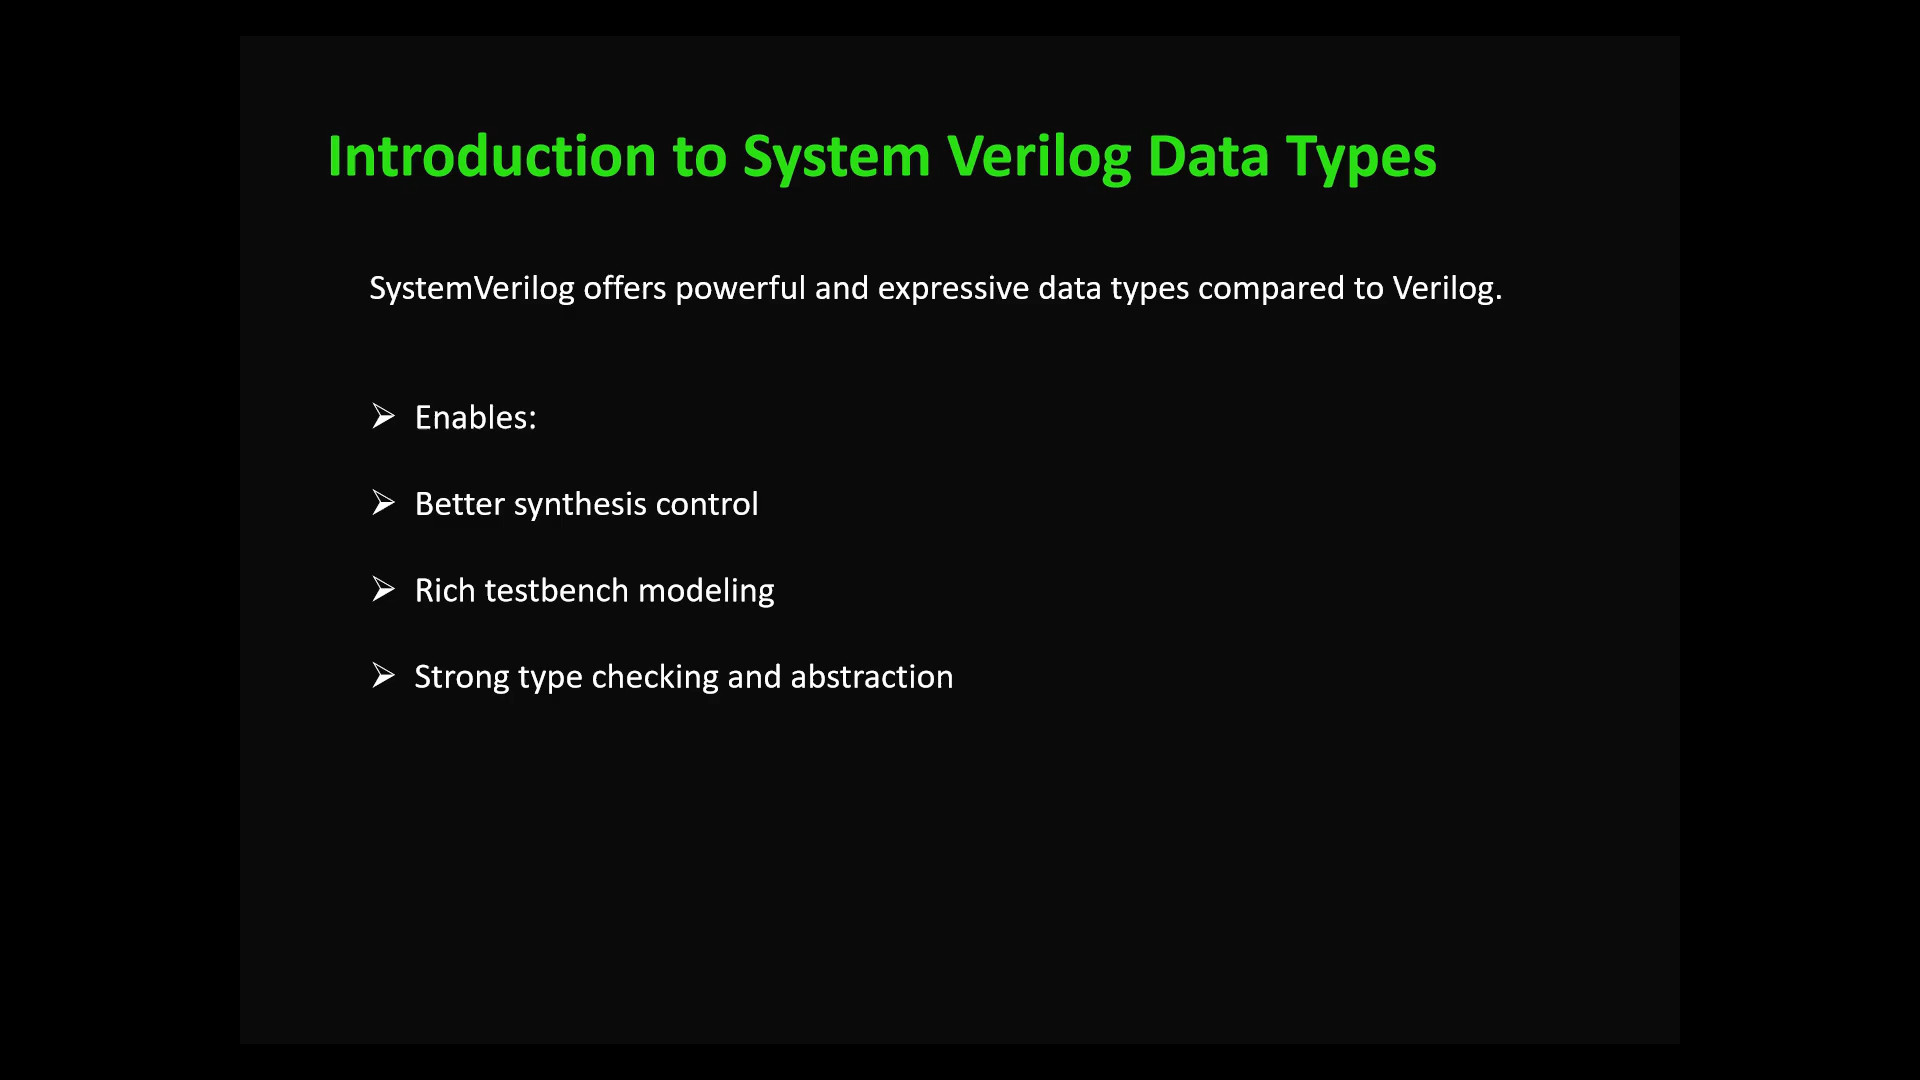 Introduction to System Verilog Data Types
SystemVerilog offers powerful and expressive data types compared to Verilog.
➢ Enables:
➢ Better synthesis control
➢ Rich testbench modeling
➢ Strong type checking and abstraction